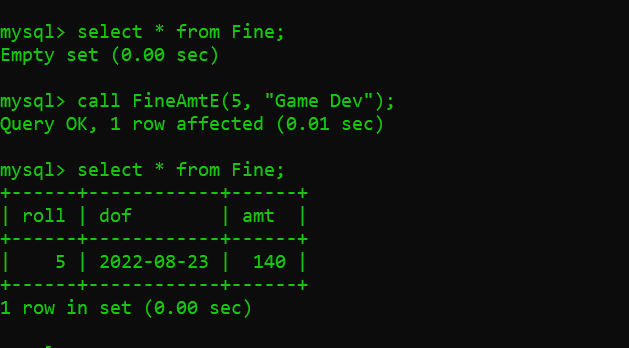 mysql> select * from Fine;
Empty set (0.00 sec)
mysql> call FineAmtE(5, "Game Dev");
Query OK, 1 row affected (0.01 sec)
mysql> select * from Fine;
+------+------------+------+
| roll | dof        | amt  |
+------+------------+------+
|    5 | 2022-08-23 |  140 |
+------+------------+------+
1 row in set (0.00 sec)